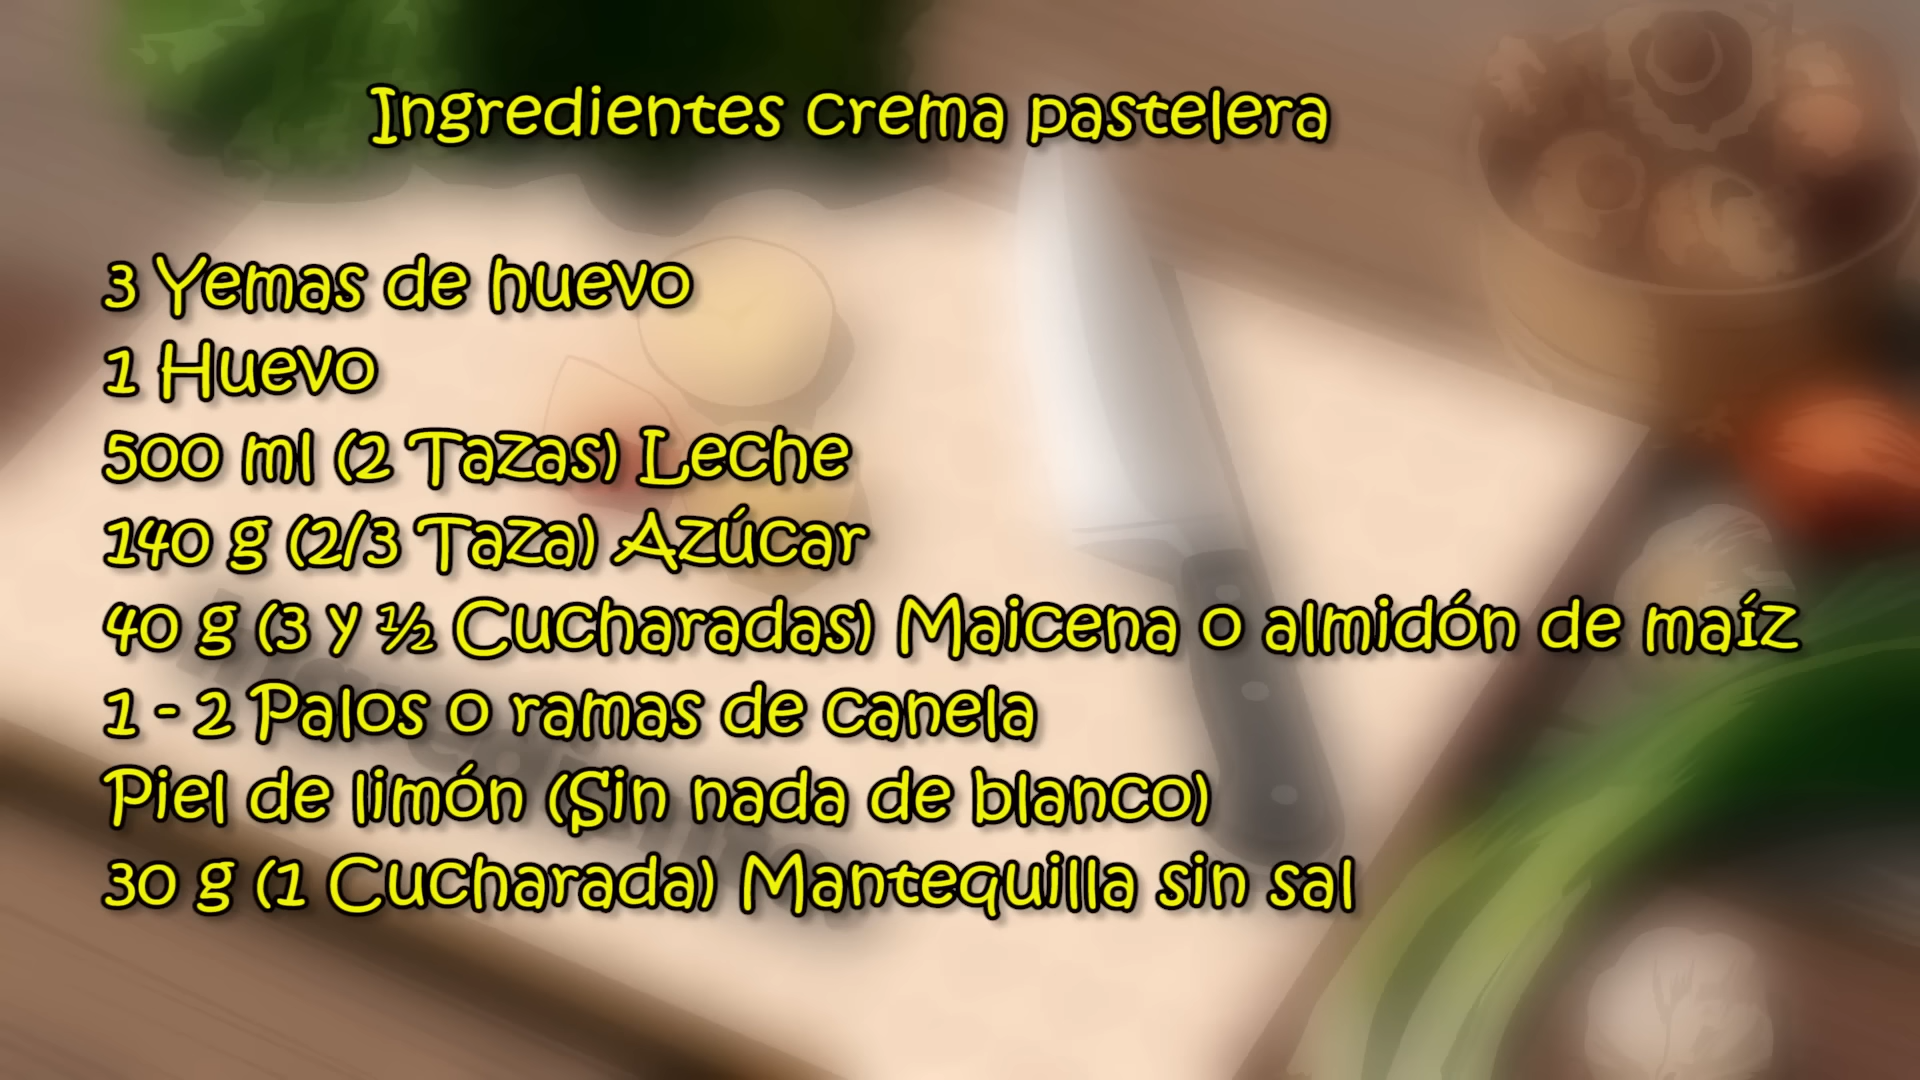 Ingredientes crema pastelera
3 Yemas de huevo
1 Huevo
500 ml (2 Tazas) Leche
140 g (2/3 Taza) Azúcar
40 g (3 y ½ Cucharadas) Maicena o almidón de maíz
1 - 2 Palos o ramas de canela
Piel de limón (Sin nada de blanco)
30 g (1 Cucharada) Mantequilla sin sal